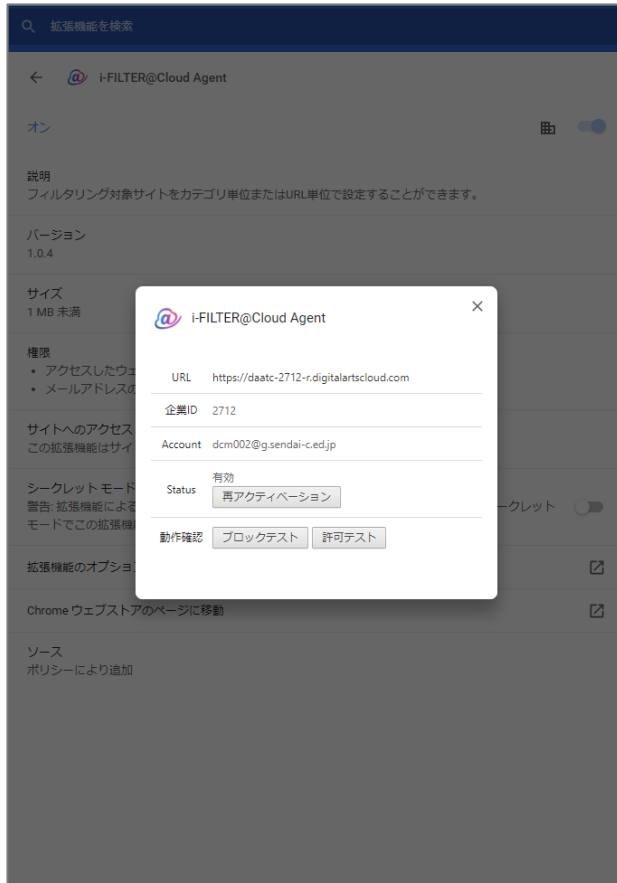 拡張機能を検索
i-FILTER@Cloud Agent
オン
説明
フィルタリング対象サイトをカテゴリ単位またはURL単位で設定することができます。
バージョン
1.0.4
サイズ
1 MB 未満
権限
アクセスしたウェ
メールアドレスの
サイトへのアクセス
この拡張機能はサイ
シークレット モード
警告: 拡張機能による
ークレット
モードでこの拡張機
拡張機能のオプショ
Chrome ウェブストアのページに移動
ソース
ポリシーにより追加
i-FILTER@Cloud Agent
URL https://daatc-2712-r.digitalartscloud.com
企業ID 2712
Account dcm002@g.sendai-c.ed.jp
Status 有効
再アクティベーション
動作確認 ブロックテスト 許可テスト